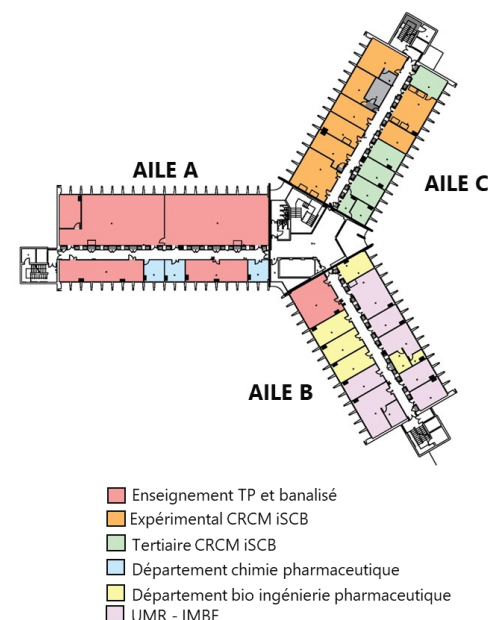 AILE A
AILE C
AILE B
Enseignement TP et banalisé
Expérimental CRCM iSCB
Tertiaire CRCM iSCB
Département chimie pharmaceutique
Département bio ingénierie pharmaceutique
UMR - IMBE